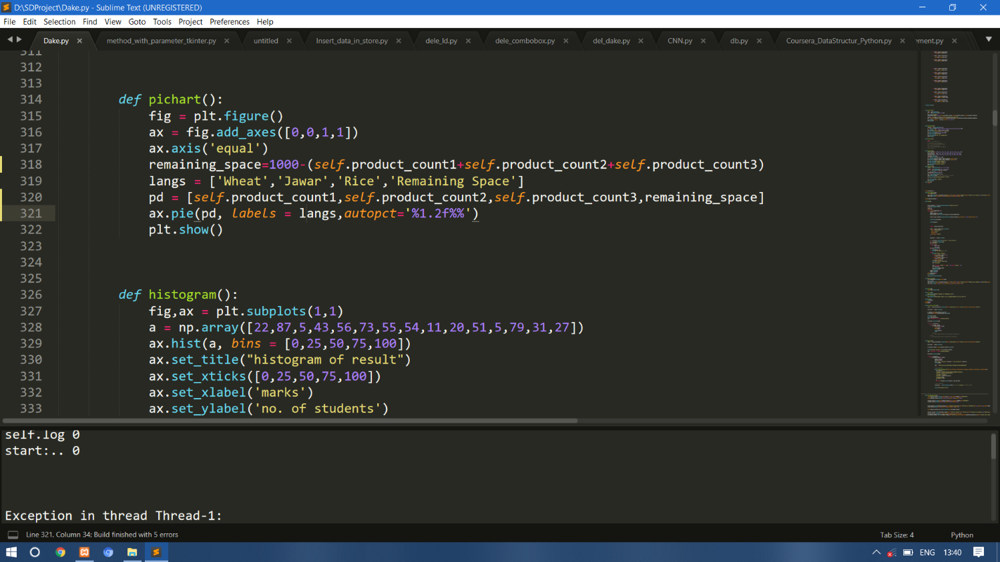 D:\SDProject\Dake.py - Sublime Text (UNREGISTERED)
File Edit Selection Find View Goto Tools Project Preferences Help
Dake.py method_with_parameter_tkinter.py untitled Insert_data_in_store.py dele_ld.py dele_combobox.py del_dake.py CNN.py db.py Coursera_DataStructur_Python.py ment.py
311
312
313
314 def pichart():
315 fig = plt.figure()
316 ax = fig.add_axes([0,0,1,1])
317 ax.axis('equal')
318 remaining_space=1000-(self.product_count1+self.product_count2+self.product_count3)
319 langs = ['Wheat','Jawar','Rice','Remaining Space']
320 pd = [self.product_count1,self.product_count2,self.product_count3,remaining_space]
321 ax.pie(pd, labels = langs,autopct='%1.2f%%')
322 plt.show()
323
324
325
326 def histogram():
327 fig,ax = plt.subplots(1,1)
328 a = np.array([22,87,5,43,56,73,55,54,11,20,51,5,79,31,27])
329 ax.hist(a, bins = [0,25,50,75,100])
330 ax.set_title("histogram of result")
331 ax.set_xticks([0,25,50,75,100])
332 ax.set_xlabel('marks')
333 ax.set_ylabel('no. of students')
self.log 0
start:.. 0
Exception in thread Thread-1:
Line 321, Column 34; Build finished with 5 errors Tab Size: 4 Python
ENG 13:40